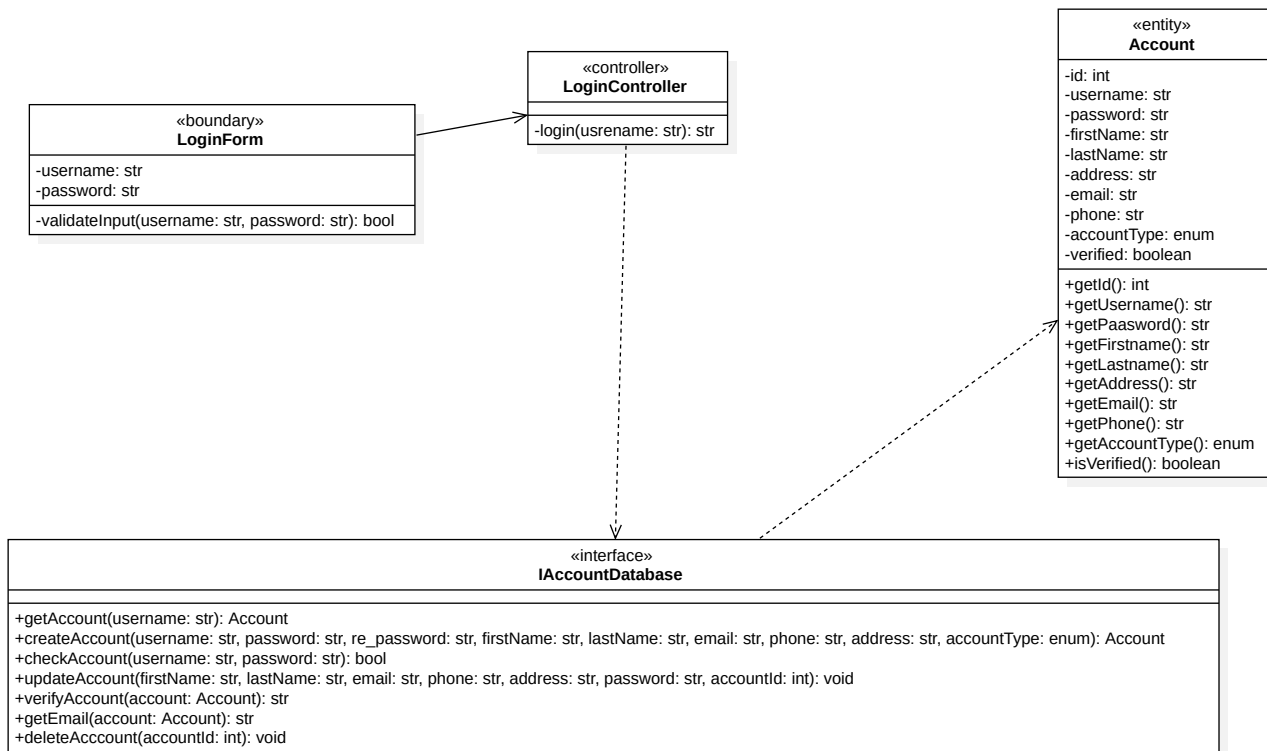 «entity»
Account
-id: int
-username: str
-password: str
-firstName: str
-lastName: str
-address: str
-email: str
-phone: str
-accountType: enum
-verified: boolean
+getId(): int
+getUsername(): str
+getPaasword(): str
+getFirstname(): str
+getLastname(): str
+getAddress(): str
+getEmail(): str
+getPhone(): str
+getAccountType(): enum
+isVerified(): boolean
«controller»
LoginController
-login(usrename: str): str
«boundary»
LoginForm
-username: str
-password: str
-validateInput(username: str, password: str): bool
«interface»
IAccountDatabase
+getAccount(username: str): Account
+createAccount(username: str, password: str, re_password: str, firstName: str, lastName: str, email: str, phone: str, address: str, accountType: enum): Account
+checkAccount(username: str, password: str): bool
+updateAccount(firstName: str, lastName: str, email: str, phone: str, address: str, password: str, accountId: int): void
+verifyAccount(account: Account): str
+getEmail(account: Account): str
+deleteAcccount(accountId: int): void